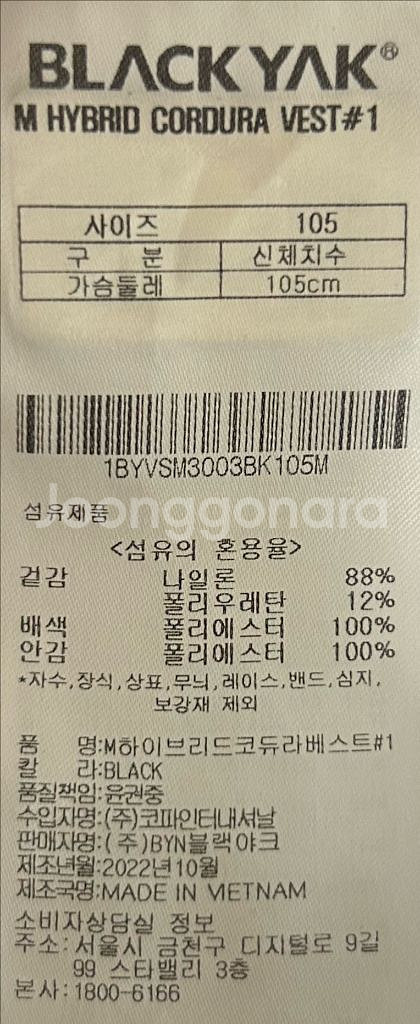 BLACKYAK®
M HYBRID CORDURA VEST#1
사이즈 105
구 분 신체치수
가슴둘레 105cm
1BYVSM3003BK105M
Joonggonara
섬유제품
<섬유의 혼용율>
겉감 나일론 88%
폴리우레탄 12%
배색 폴리에스터 100%
안감 폴리에스터 100%
*자수,장식,상표,무늬,레이스,밴드,심지,
보강재 제외
품 명:M하이브리드코듀라베스트#1
칼 라:BLACK
품질책임:윤권중
수입자명:(주)코파인터내셔날
판매자명:(주)BYN블랙야크
제조년월:2022년10월
제조국명:MADE IN VIETNAM
소비자상담실 정보
주소:서울시 금천구 디지털로 9길
99 스타밸리 3층
본사:1800-6166